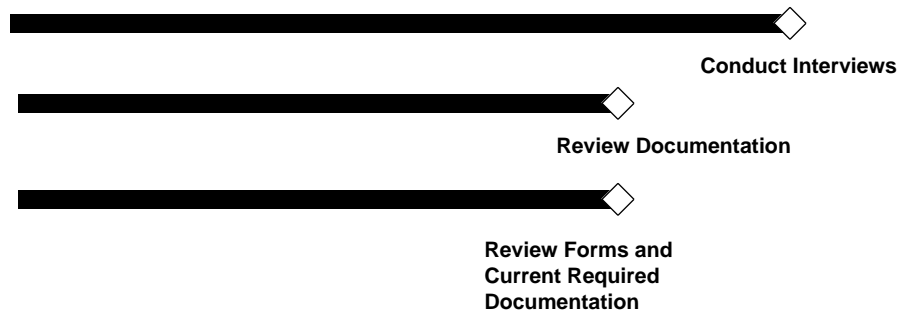 Conduct Interviews
Review Documentation
Review Forms and
Current Required
Documentation